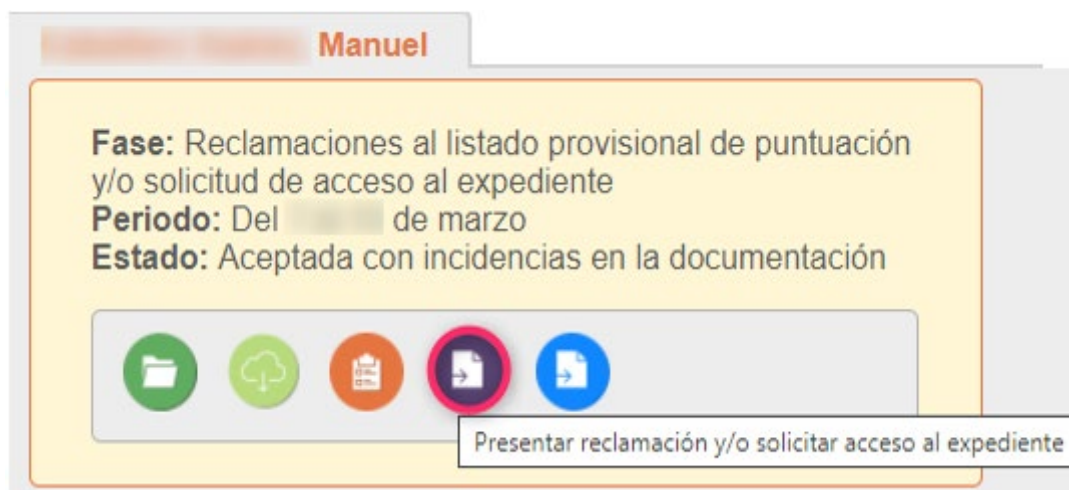 Manuel
Fase: Reclamaciones al listado provisional de puntuación
y/o solicitud de acceso al expediente
Periodo: Del de marzo
Estado: Aceptada con incidencias en la documentación
Presentar reclamación y/o solicitar acceso al expediente